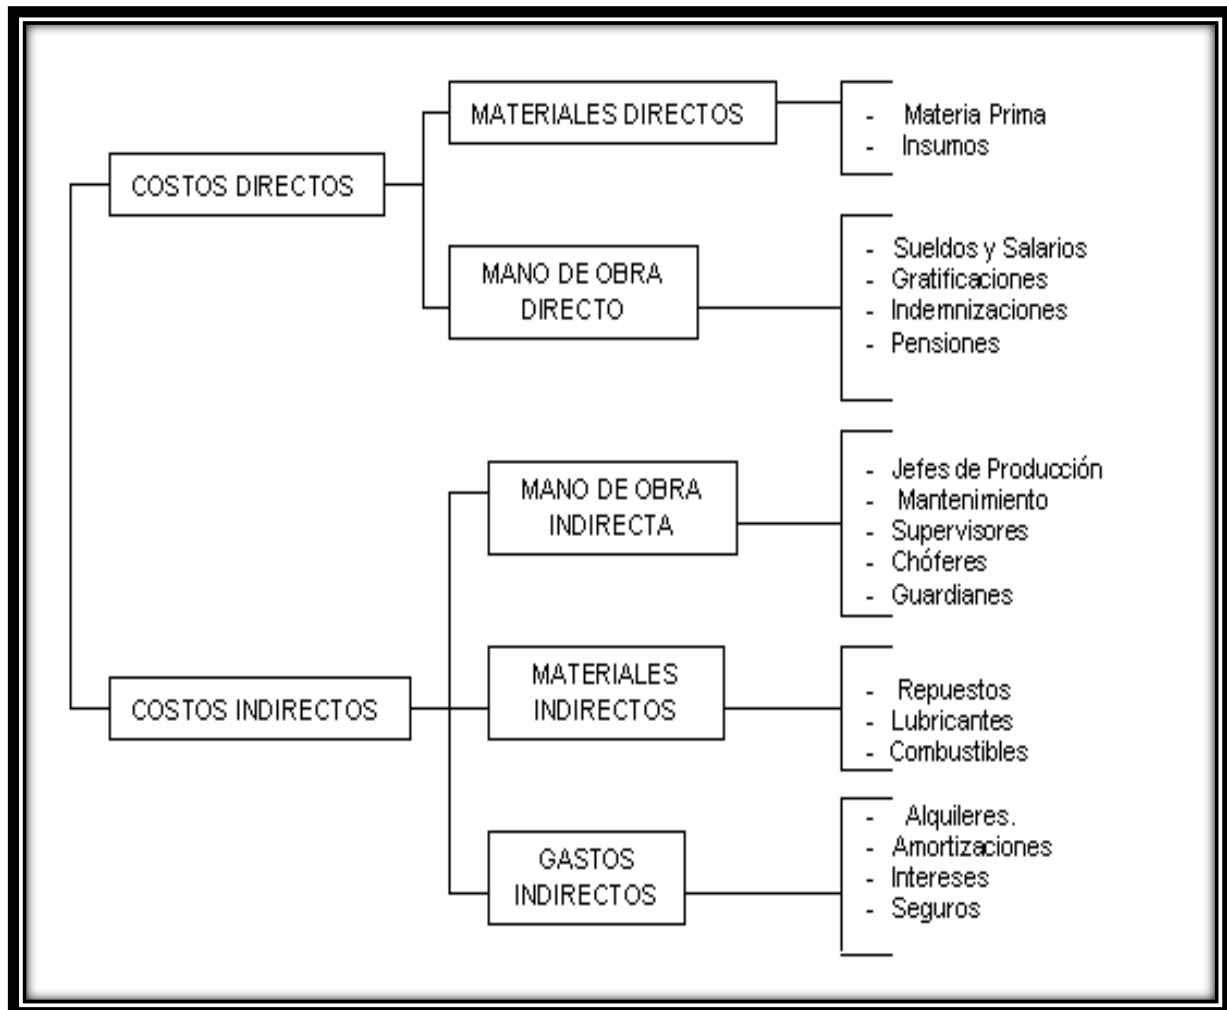 COSTOS DIRECTOS
MATERIALES DIRECTOS
- Materia Prima
- Insumos
MANO DE OBRA
DIRECTO
- Sueldos y Salarios
- Gratificaciones
- Indemnizaciones
- Pensiones
COSTOS INDIRECTOS
MANO DE OBRA
INDIRECTA
- Jefes de Producción
- Mantenimiento
- Supervisores
- Chóferes
- Guardianes
MATERIALES
INDIRECTOS
- Repuestos
- Lubricantes
- Combustibles
GASTOS
INDIRECTOS
- Alquileres.
- Amortizaciones
- Intereses
- Seguros